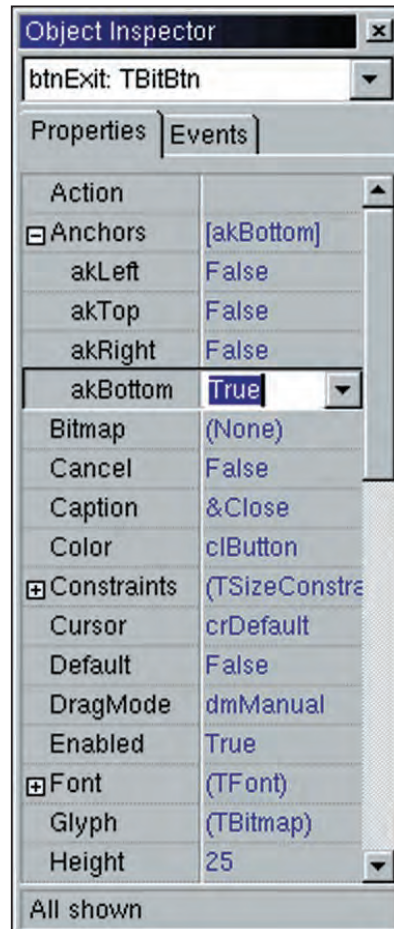 Object Inspector
btnExit: TBitBtn
Properties Events
Action
Anchors [akBottom]
akLeft False
akTop False
akRight False
akBottom True
Bitmap (None)
Cancel False
Caption &Close
Color clButton
Constraints (TSizeConstra
Cursor crDefault
Default False
DragMode dmManual
Enabled True
Font (TFont)
Glyph (TBitmap)
Height 25
All shown